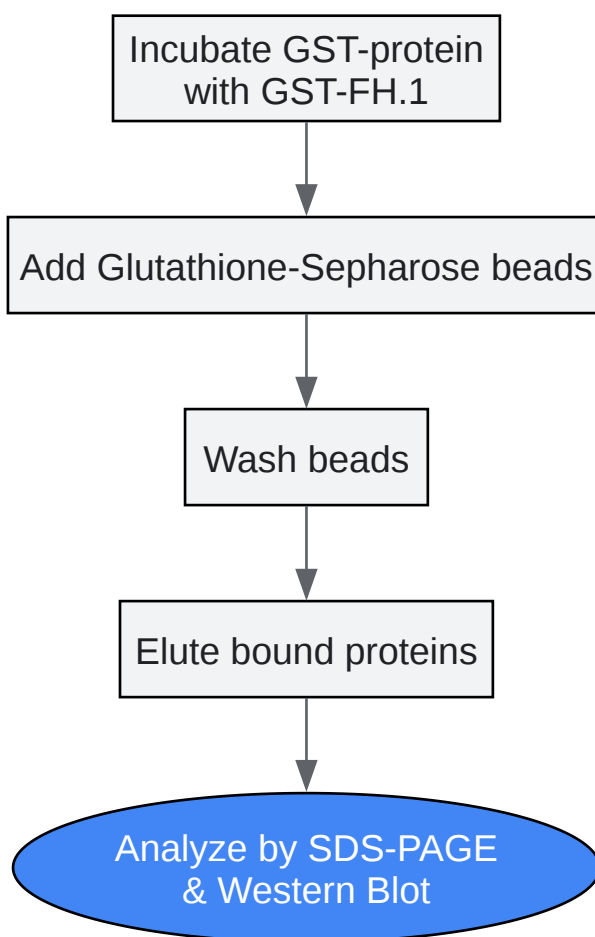 Incubate GST-protein
with GST-FH.1
Add Glutathione-Sepharose beads
Wash beads
Elute bound proteins
Analyze by SDS-PAGE
& Western Blot